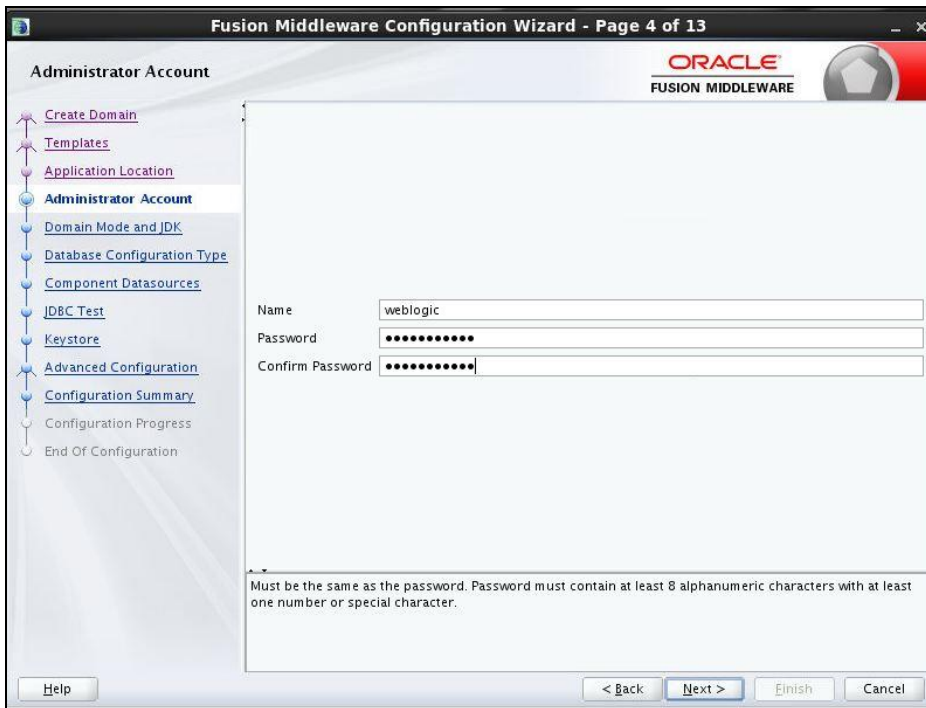 Fusion Middleware Configuration Wizard - Page 4 of 13
Administrator Account
ORACLE
FUSION MIDDLEWARE
Create Domain
Templates
Application Location
Administrator Account
Domain Mode and JDK
Database Configuration Type
Component Datasources
JDBC Test
Keystore
Advanced Configuration
Configuration Summary
Configuration Progress
End Of Configuration
Name weblogic
Password •••••••••••
Confirm Password •••••••••••
Must be the same as the password. Password must contain at least 8 alphanumeric characters with at least
one number or special character.
Help < Back Next > Finish Cancel